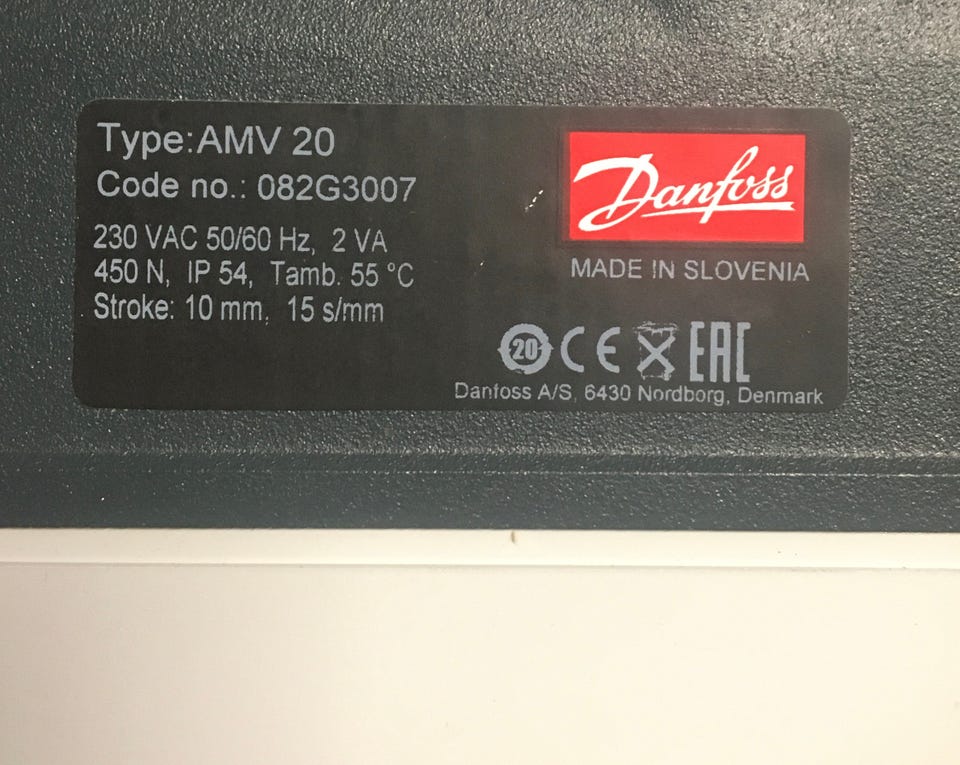 Type:AMV 20
Code no.: 082G3007
230 VAC 50/60 Hz, 2 VA
450 N, IP 54, Tamb. 55 °C
Stroke: 10 mm, 15 s/mm
Danfoss
MADE IN SLOVENIA
20 CE EAC
Danfoss A/S, 6430 Nordborg, Denmark